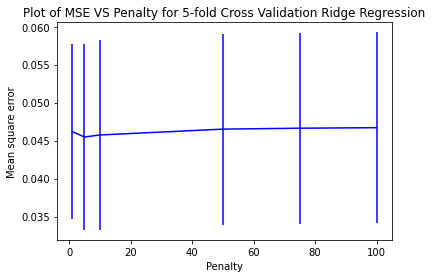 Plot of MSE VS Penalty for 5-fold Cross Validation Ridge Regression
0.060
0.055
0.050
0.045
0.040
0.035
Mean square error
0 20 40 60 80 100
Penalty